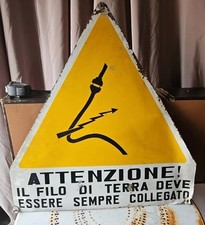 ATTENZIONE!
IL FILO DI TERRA DEVE
ESSERE SEMPRE COLLEGATO